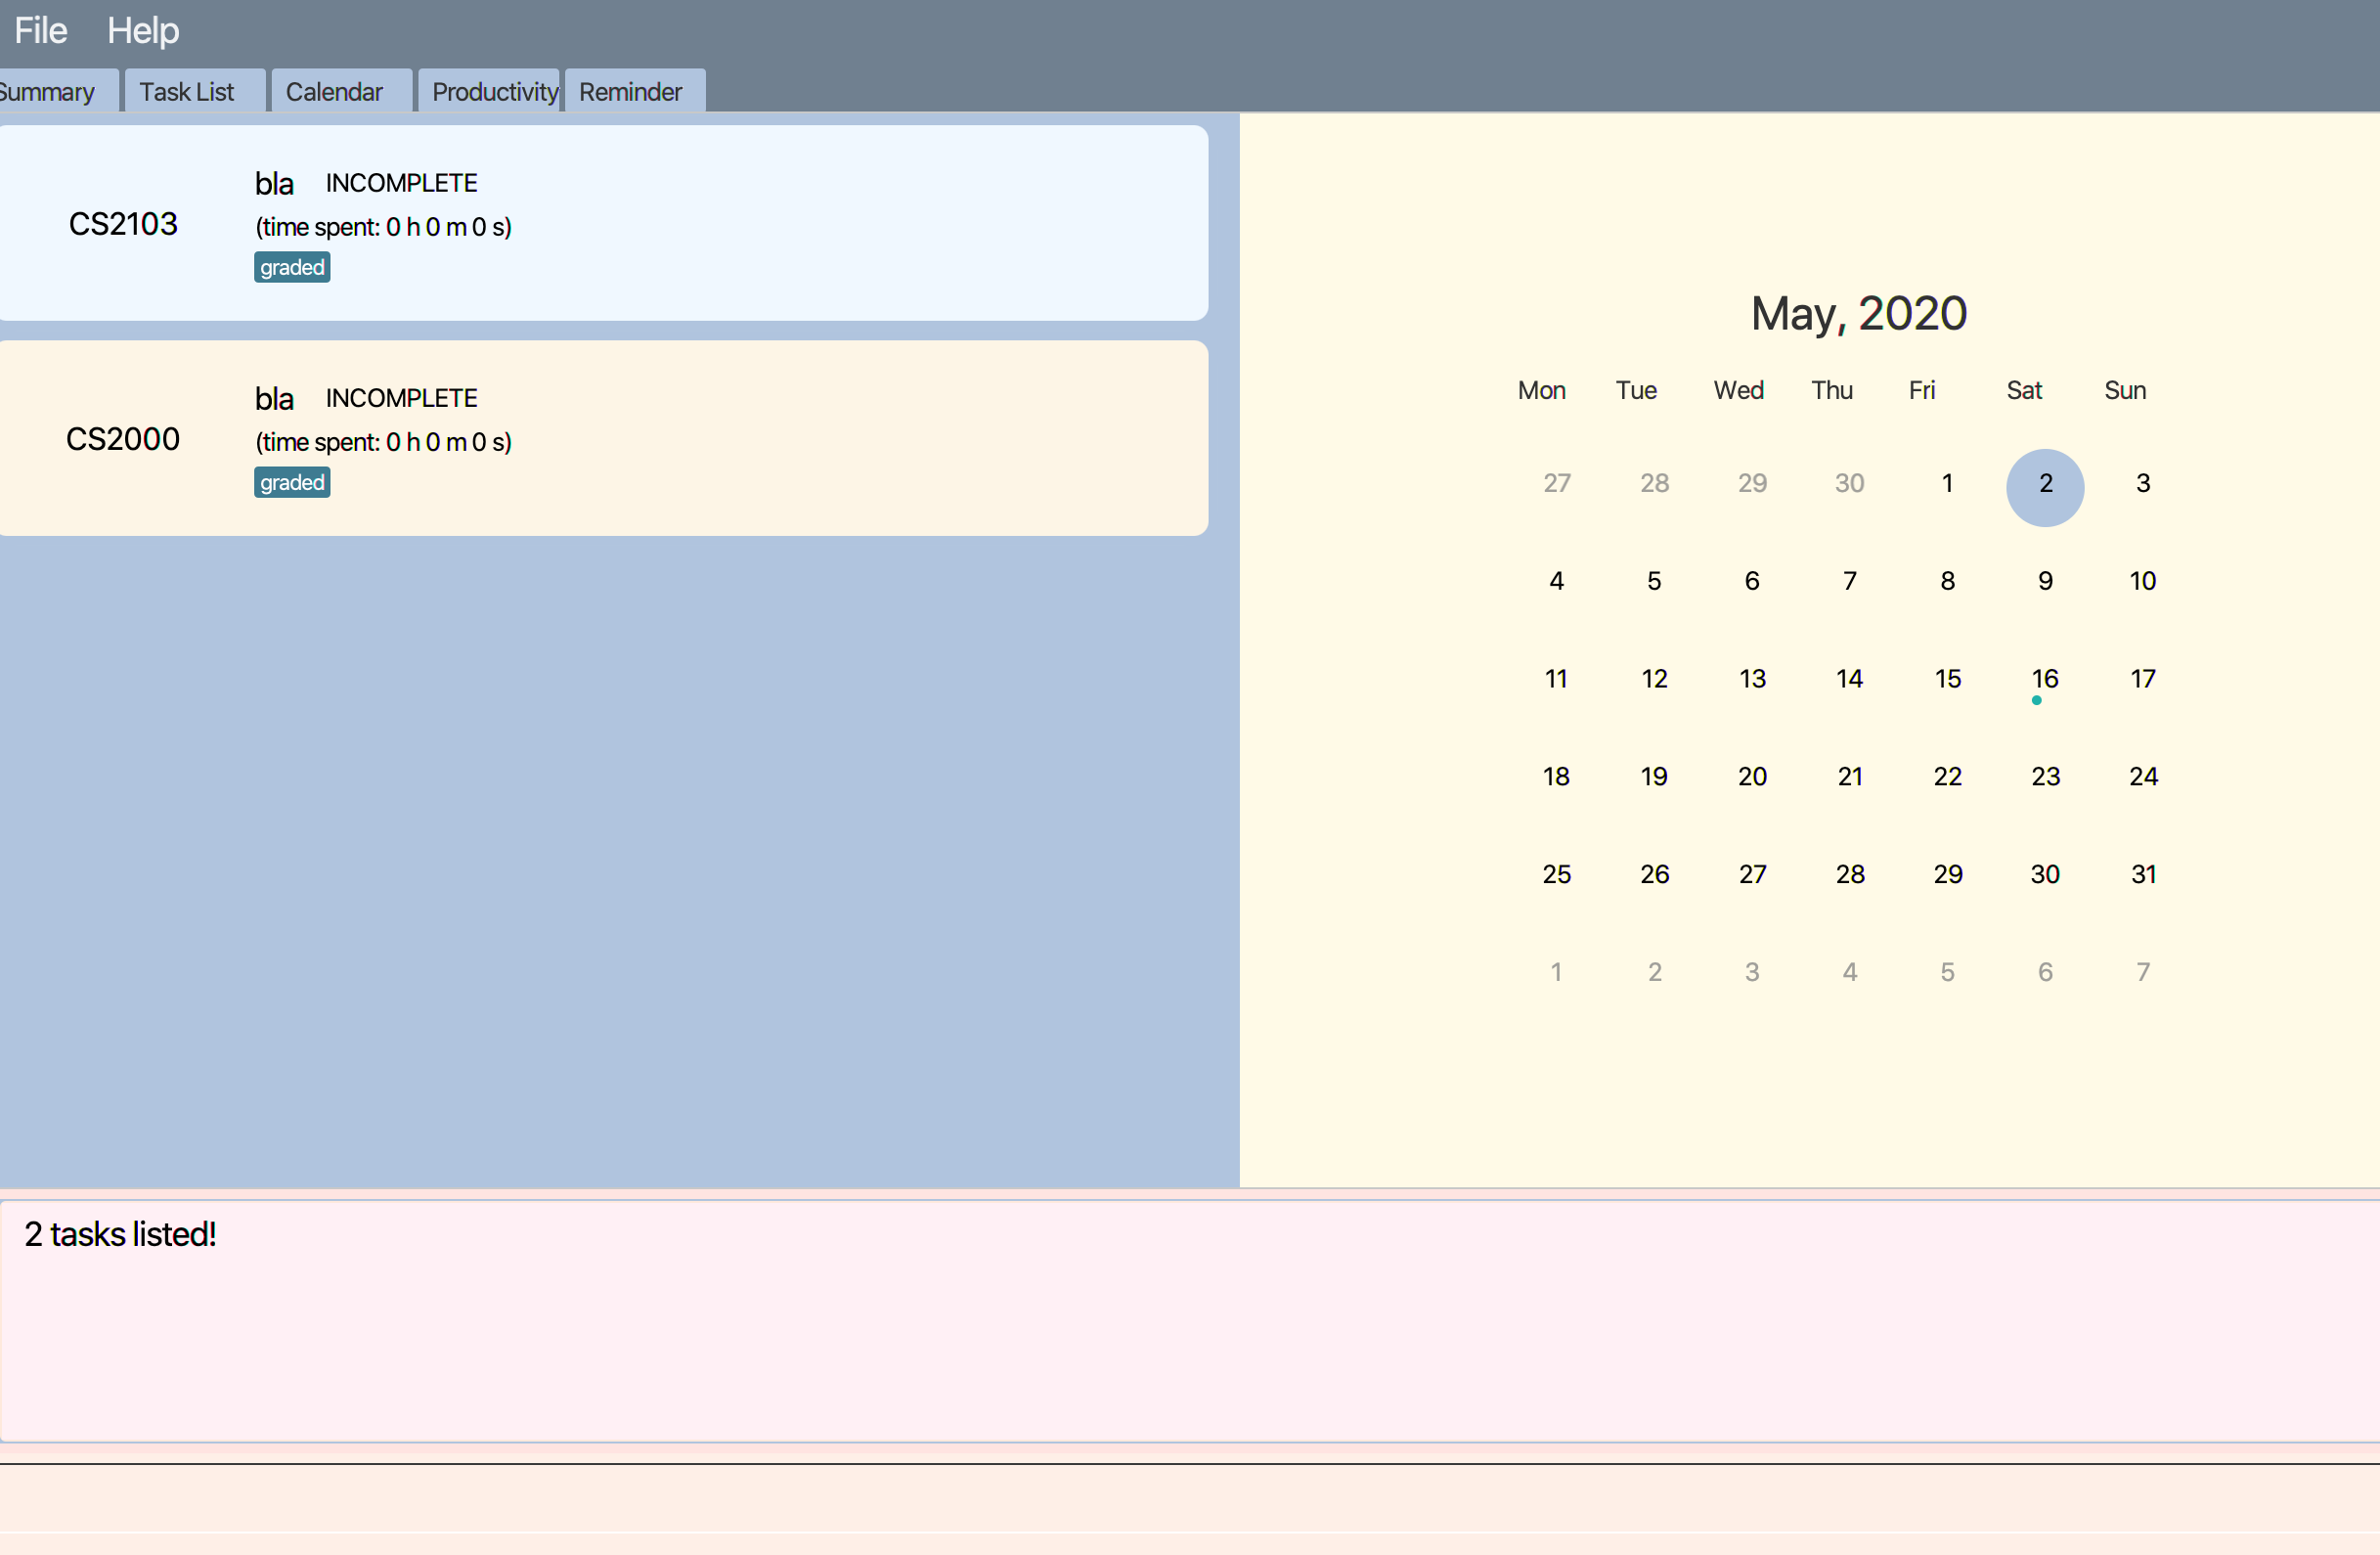 File Help
Summary Task List Calendar Productivity Reminder
CS2103
bla INCOMPLETE
(time spent: 0 h 0 m 0 s)
graded
CS2000
bla INCOMPLETE
(time spent: 0 h 0 m 0 s)
graded
May, 2020
Mon Tue Wed Thu Fri Sat Sun
27 28 29 30 1 2 3
4 5 6 7 8 9 10
11 12 13 14 15 16 17
18 19 20 21 22 23 24
25 26 27 28 29 30 31
1 2 3 4 5 6 7
2 tasks listed!